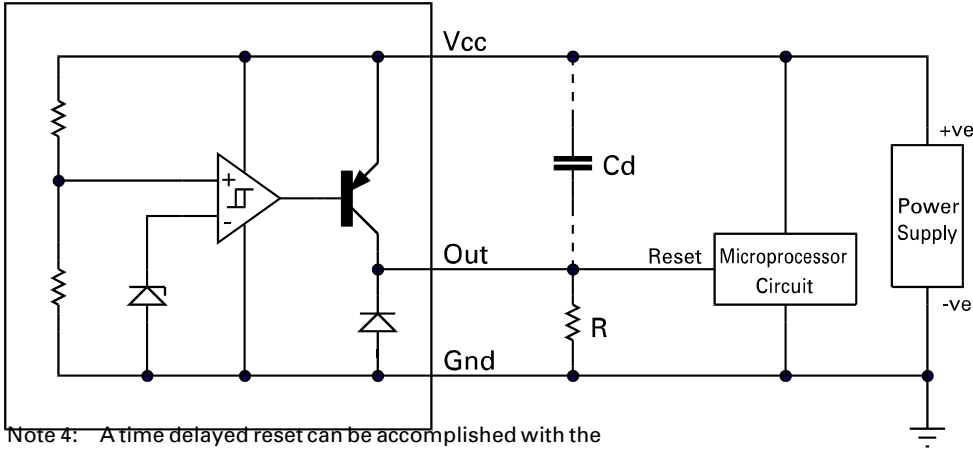 Vcc
+ve
Cd
+
-
Power
Supply
Out
Reset
Microprocessor
Circuit
-ve
R
Gnd
Note 4: A time delayed reset can be accomplished with the